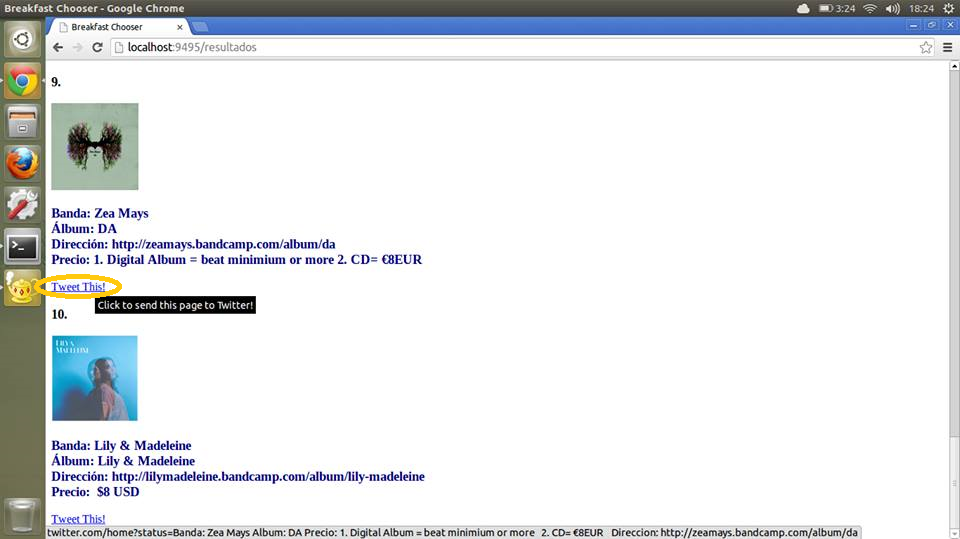 Breakfast Chooser - Google Chrome
3:24
18:24
Breakfast Chooser
localhost:9495/resultados
9.
Banda: Zea Mays
Álbum: DA
Dirección: http://zeamays.bandcamp.com/album/da
Precio: 1. Digital Album = beat minimium or more 2. CD= €8EUR
Tweet This!
Click to send this page to Twitter!
10.
LILY &
MADELEINE
Banda: Lily & Madeleine
Álbum: Lily & Madeleine
Dirección: http://lilymadeleine.bandcamp.com/album/lily-madeleine
Precio: $8 USD
Tweet This!
twitter.com/home?status=Banda: Zea Mays Album: DA Precio: 1. Digital Album = beat minimium or more 2. CD= €8EUR Direccion: http://zeamays.bandcamp.com/album/da